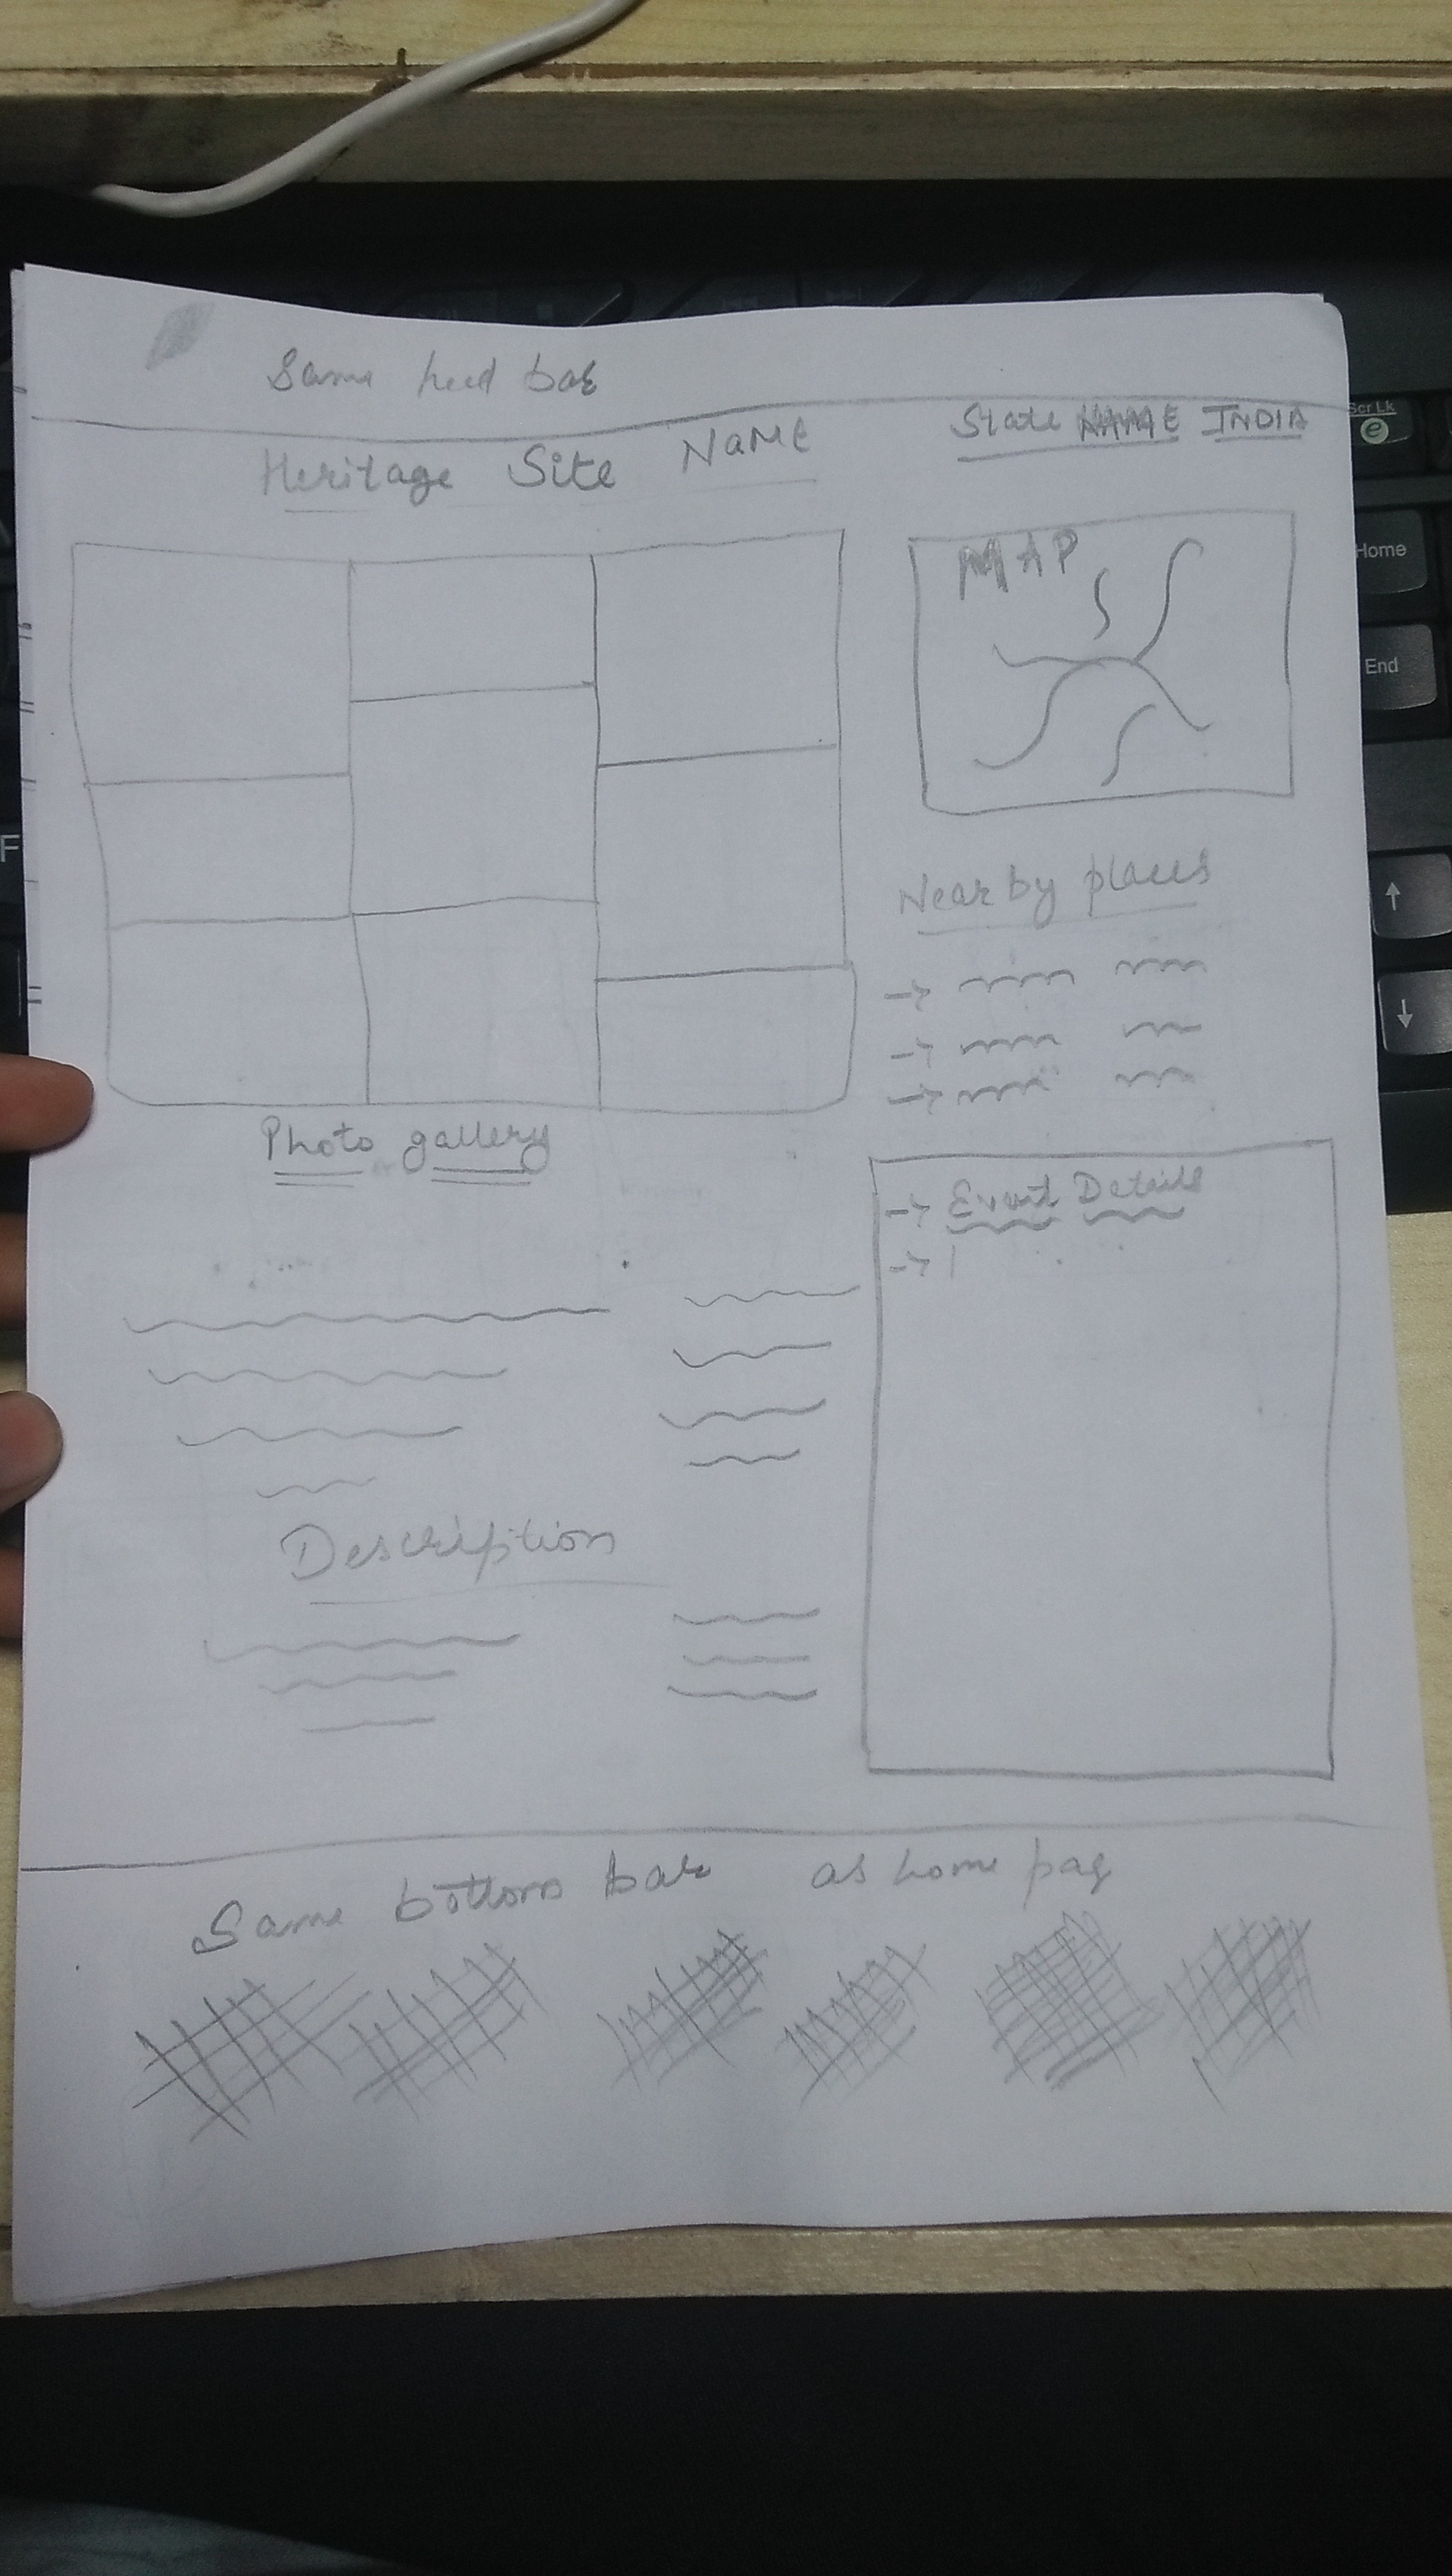 Same head bar
Heritage Site NaME
State NAME INDIA
MAP
Near by places
Photo gallery
-> Event Details
->
Description
Same bottom bar as home pag
Scr Lk
e
Home
End
F
↑
↓